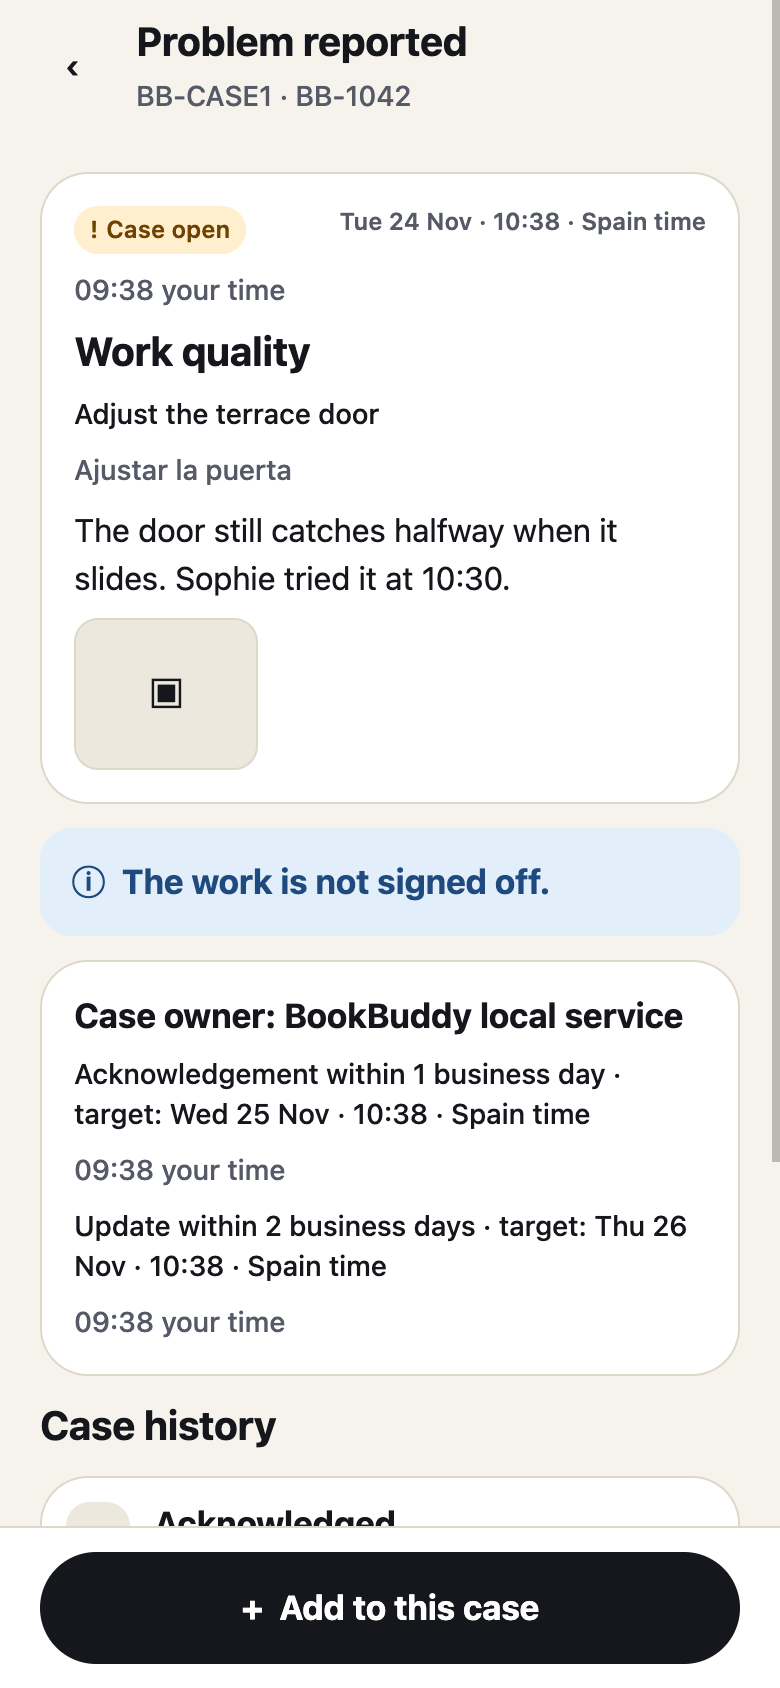 Problem reported
BB-CASE1 · BB-1042
! Case open
Tue 24 Nov · 10:38 · Spain time
09:38 your time
Work quality
Adjust the terrace door
Ajustar la puerta
The door still catches halfway when it
slides. Sophie tried it at 10:30.
The work is not signed off.
Case owner: BookBuddy local service
Acknowledgement within 1 business day ·
target: Wed 25 Nov · 10:38 · Spain time
09:38 your time
Update within 2 business days · target: Thu 26
Nov · 10:38 · Spain time
09:38 your time
Case history
Acknowledged
+ Add to this case